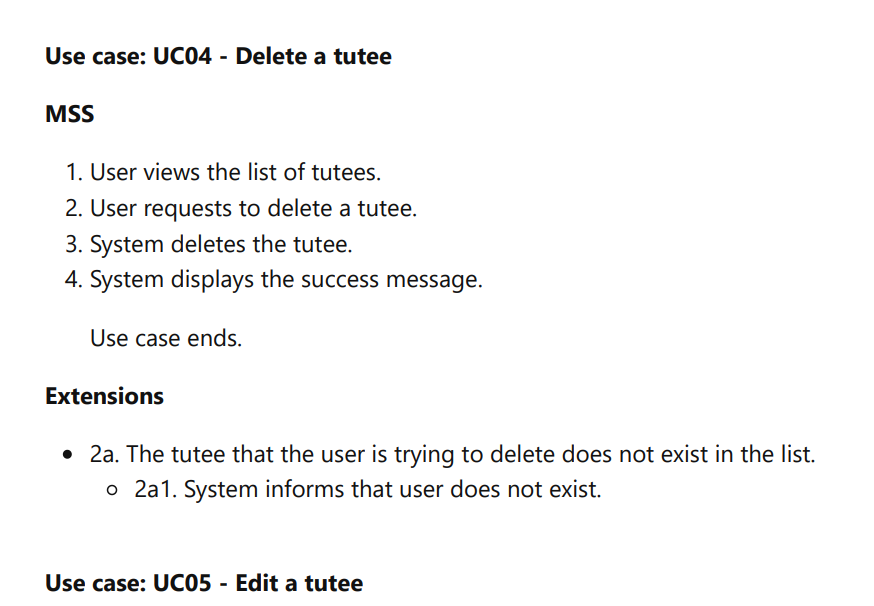 Use case: UC04 - Delete a tutee
MSS
1. User views the list of tutees.
2. User requests to delete a tutee.
3. System deletes the tutee.
4. System displays the success message.
Use case ends.
Extensions
• 2a. The tutee that the user is trying to delete does not exist in the list.
◦ 2a1. System informs that user does not exist.
Use case: UC05 - Edit a tutee